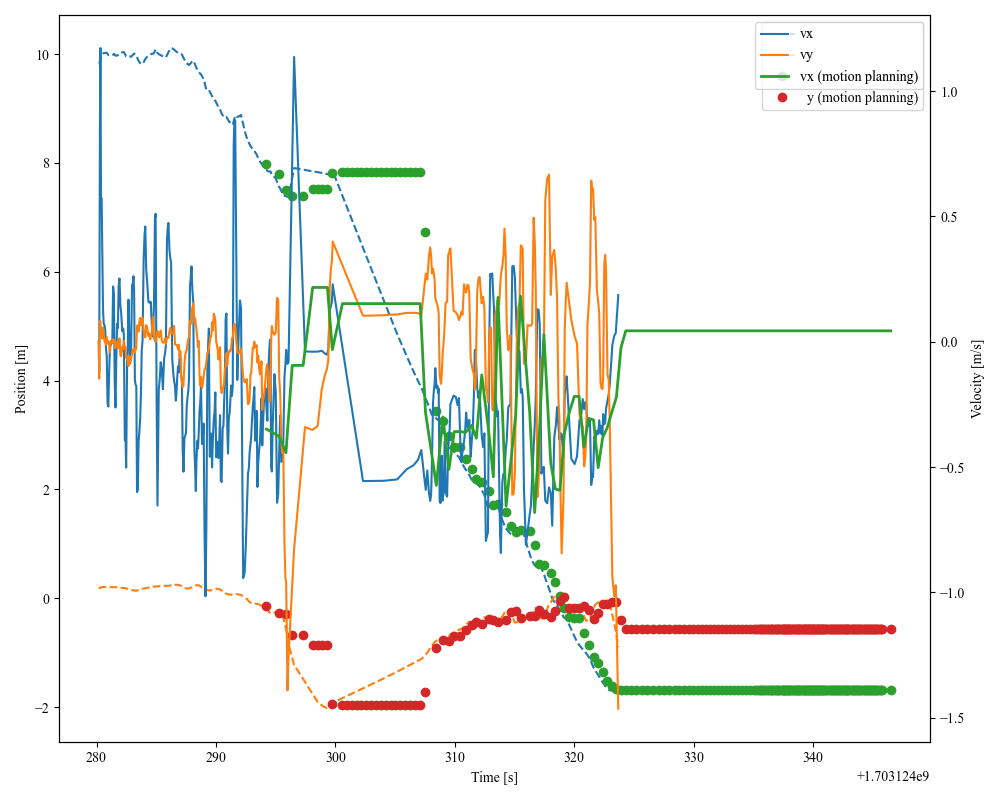 vx
vy
vx (motion planning)
y (motion planning)
10
8
6
4
2
0
−2
Position [m]
1.0
0.5
0.0
−0.5
−1.0
−1.5
Velocity [m/s]
280 290 300 310 320 330 340
Time [s]
+1.703124e9